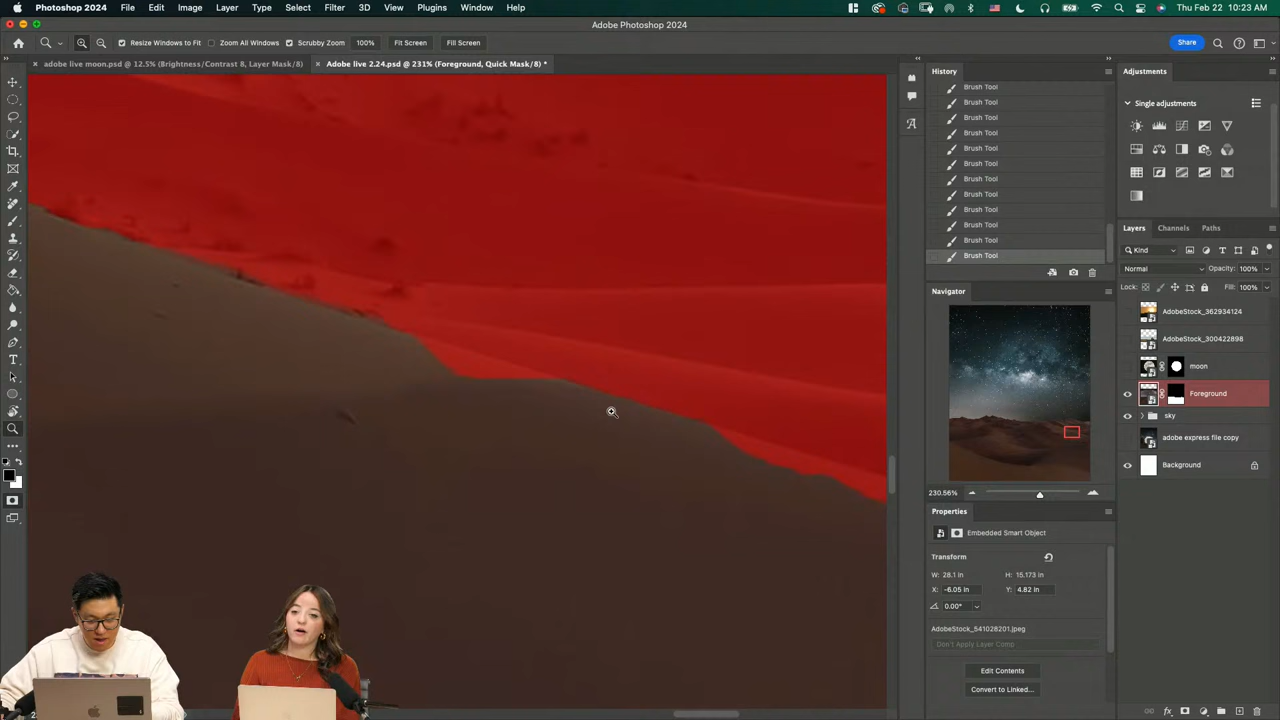 Photoshop 2024 File Edit Image Layer Type Select Filter 3D View Plugins Window Help Thu Feb 22 10:23 AM
Adobe Photoshop 2024
Resize Windows to Fit Zoom All Windows Scrubby Zoom 100% Fit Screen Fill Screen Share
adobe live moon.psd @ 12.5% (Brightness/Contrast 8, Layer Mask/8) Adobe live 2.24.psd @ 231% (Foreground, Quick Mask/8) *
History
Brush Tool
Brush Tool
Brush Tool
Brush Tool
Brush Tool
Brush Tool
Brush Tool
Brush Tool
Brush Tool
Brush Tool
Brush Tool
Brush Tool
Navigator
230.56%
Properties
Embedded Smart Object
Transform
W: 28.1 in H: 15.173 in
X: -6.05 in Y: 4.82 in
0.00°
AdobeStock_541028201.jpeg
Don't Apply Layer Comp
Edit Contents
Convert to Linked...
Adjustments
Single adjustments
Layers Channels Paths
Kind
Normal Opacity: 100%
Lock: Fill: 100%
AdobeStock_362934124
AdobeStock_300422898
moon
Foreground
sky
adobe express file copy
Background